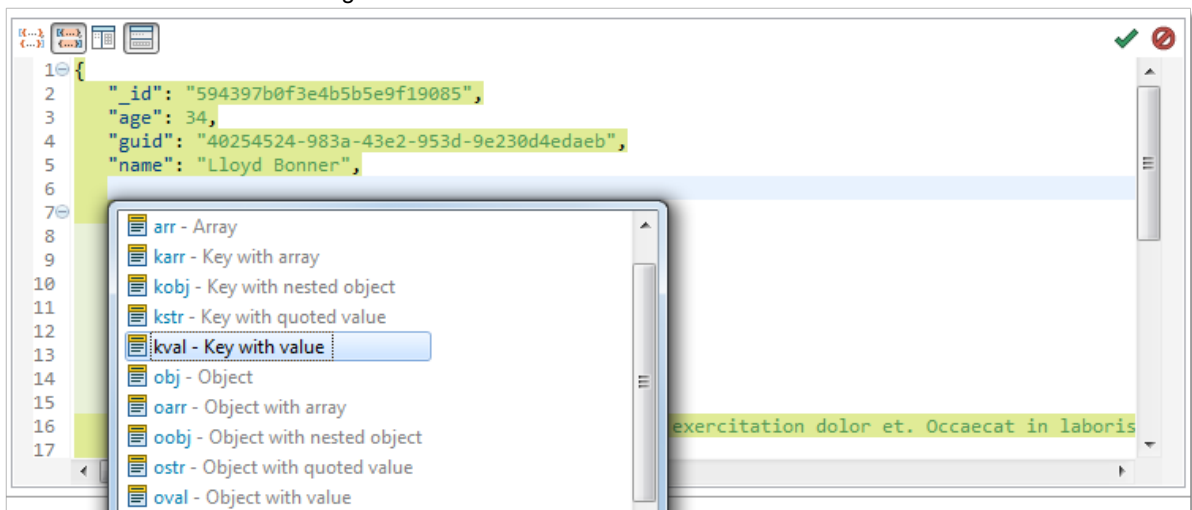 1 {
2 "_id": "594397b0f3e4b5b5e9f19085",
3 "age": 34,
4 "guid": "40254524-983a-43e2-953d-9e230d4edaeb",
5 "name": "Lloyd Bonner",
6
7
8
9
10
11
12
13
14
15
16 exercitation dolor et. Occaecat in laboris
17
arr - Array
karr - Key with array
kobj - Key with nested object
kstr - Key with quoted value
kval - Key with value
obj - Object
oarr - Object with array
oobj - Object with nested object
ostr - Object with quoted value
oval - Object with value